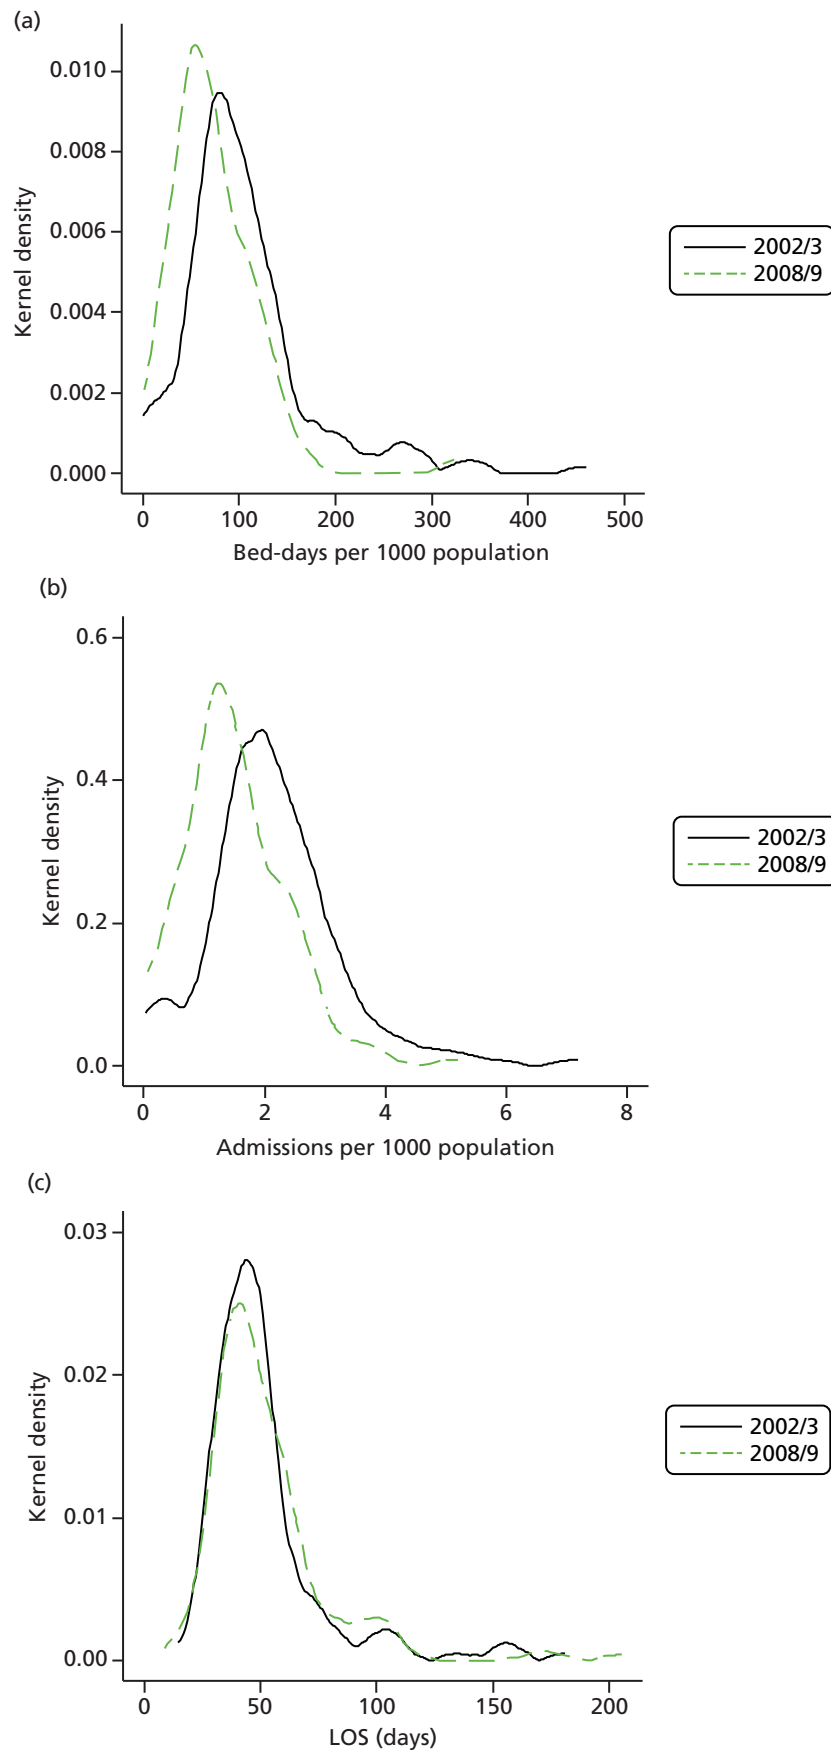 (a)
0.010
0.008
0.006
0.004
0.002
0.000
Kernel density
0 100 200 300 400 500
Bed-days per 1000 population
2002/3
2008/9
(b)
0.6
0.4
0.2
0.0
Kernel density
0 2 4 6 8
Admissions per 1000 population
2002/3
2008/9
(c)
0.03
0.02
0.01
0.00
Kernel density
0 50 100 150 200
LOS (days)
2002/3
2008/9